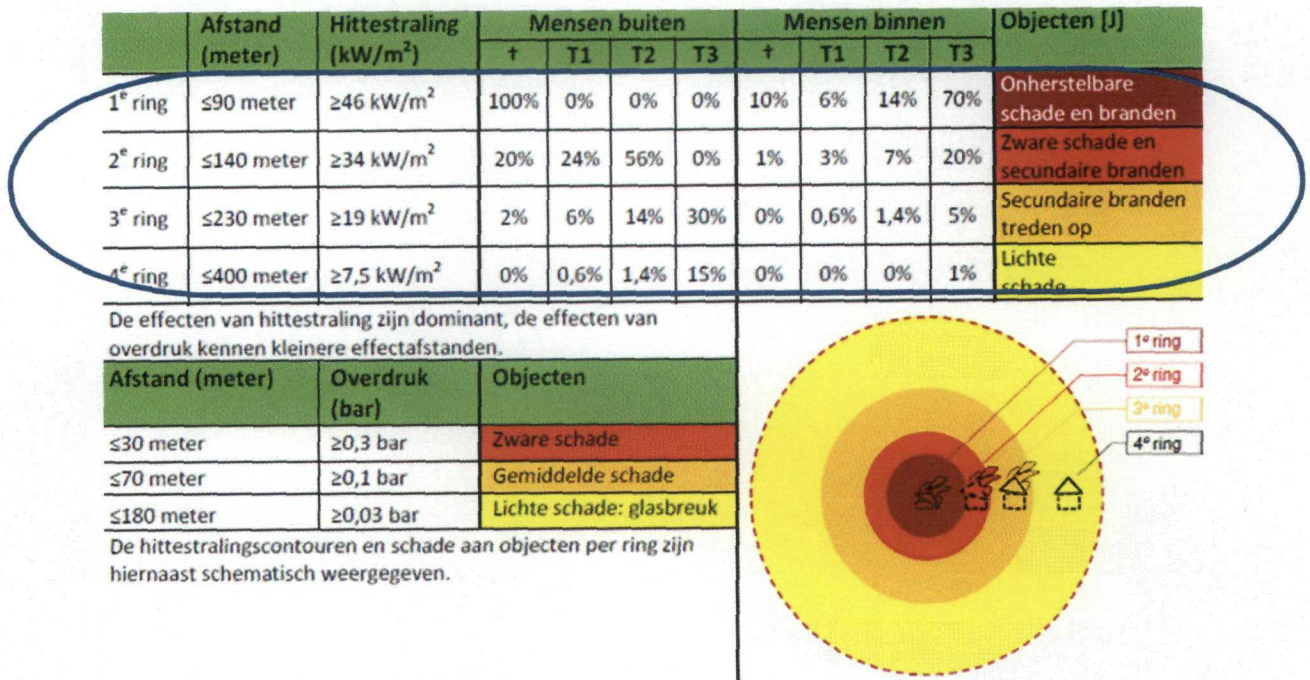 Afstand (meter) Hittestraling (kW/m²) Mensen buiten Mensen binnen Objecten [J]
† T1 T2 T3 † T1 T2 T3
1e ring ≤90 meter ≥46 kW/m² 100% 0% 0% 0% 10% 6% 14% 70% Onherstelbare schade en branden
2e ring ≤140 meter ≥34 kW/m² 20% 24% 56% 0% 1% 3% 7% 20% Zware schade en secundaire branden
3e ring ≤230 meter ≥19 kW/m² 2% 6% 14% 30% 0% 0,6% 1,4% 5% Secundaire branden treden op
4e ring ≤400 meter ≥7,5 kW/m² 0% 0,6% 1,4% 15% 0% 0% 0% 1% Lichte schade
De effecten van hittestraling zijn dominant, de effecten van
overdruk kennen kleinere effectafstanden.
Afstand (meter) Overdruk (bar) Objecten
≤30 meter ≥0,3 bar Zware schade
≤70 meter ≥0,1 bar Gemiddelde schade
≤180 meter ≥0,03 bar Lichte schade: glasbreuk
De hittestralingscontouren en schade aan objecten per ring zijn
hiernaast schematisch weergegeven.
1e ring
2e ring
3e ring
4e ring